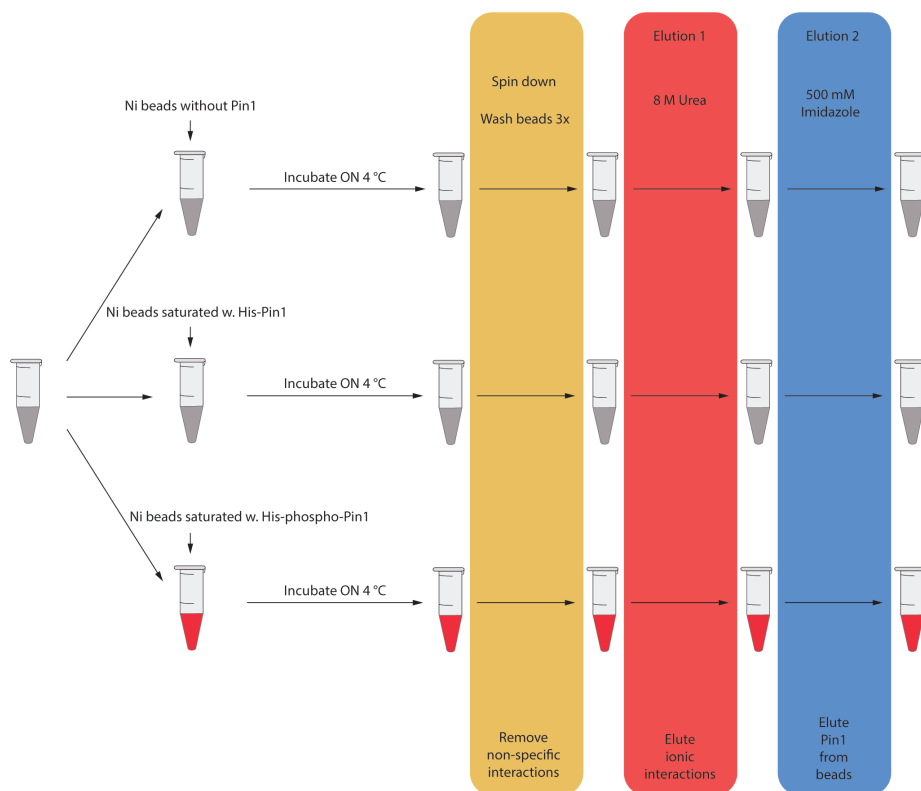 Elution 1
Elution 2
Spin down
Wash beads 3x
8 M Urea
500 mM
Imidazole
Ni beads without Pin1
Incubate ON 4 °C
Ni beads saturated w. His-Pin1
Incubate ON 4 °C
Ni beads saturated w. His-phospho-Pin1
Incubate ON 4 °C
Remove
non-specific
interactions
Elute
ionic
interactions
Elute
Pin1
from
beads